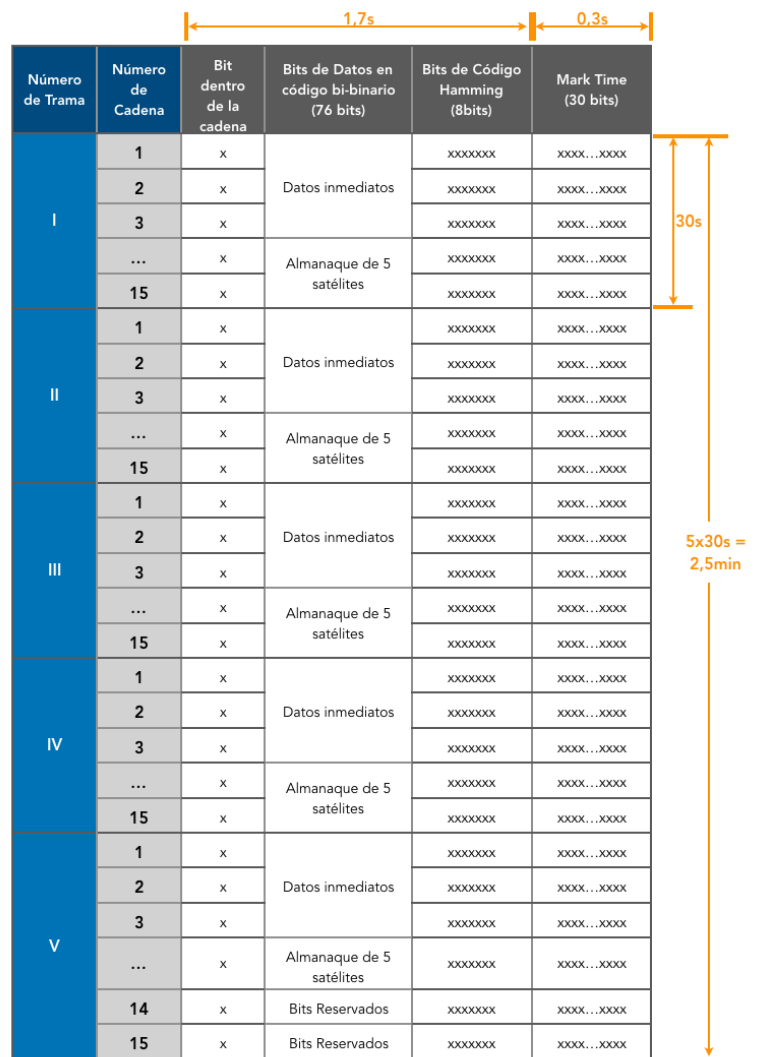 1,7s 0,3s
Número de Trama | Número de Cadena | Bit dentro de la cadena | Bits de Datos en código bi-binario (76 bits) | Bits de Código Hamming (8bits) | Mark Time (30 bits)
I | 1 | x | Datos inmediatos | xxxxxxx | xxxx...xxxx
2 | x | xxxxxxx | xxxx...xxxx
3 | x | xxxxxxx | xxxx...xxxx
30s
... | x | Almanaque de 5 satélites | xxxxxxx | xxxx...xxxx
15 | x | xxxxxxx | xxxx...xxxx
II | 1 | x | Datos inmediatos | xxxxxxx | xxxx...xxxx
2 | x | xxxxxxx | xxxx...xxxx
3 | x | xxxxxxx | xxxx...xxxx
... | x | Almanaque de 5 satélites | xxxxxxx | xxxx...xxxx
15 | x | xxxxxxx | xxxx...xxxx
III | 1 | x | Datos inmediatos | xxxxxxx | xxxx...xxxx
2 | x | xxxxxxx | xxxx...xxxx
3 | x | xxxxxxx | xxxx...xxxx
5x30s =
2,5min
... | x | Almanaque de 5 satélites | xxxxxxx | xxxx...xxxx
15 | x | xxxxxxx | xxxx...xxxx
IV | 1 | x | Datos inmediatos | xxxxxxx | xxxx...xxxx
2 | x | xxxxxxx | xxxx...xxxx
3 | x | xxxxxxx | xxxx...xxxx
... | x | Almanaque de 5 satélites | xxxxxxx | xxxx...xxxx
15 | x | xxxxxxx | xxxx...xxxx
V | 1 | x | Datos inmediatos | xxxxxxx | xxxx...xxxx
2 | x | xxxxxxx | xxxx...xxxx
3 | x | xxxxxxx | xxxx...xxxx
... | x | Almanaque de 5 satélites | xxxxxxx | xxxx...xxxx
14 | x | Bits Reservados | xxxxxxx | xxxx...xxxx
15 | x | Bits Reservados | xxxxxxx | xxxx...xxxx